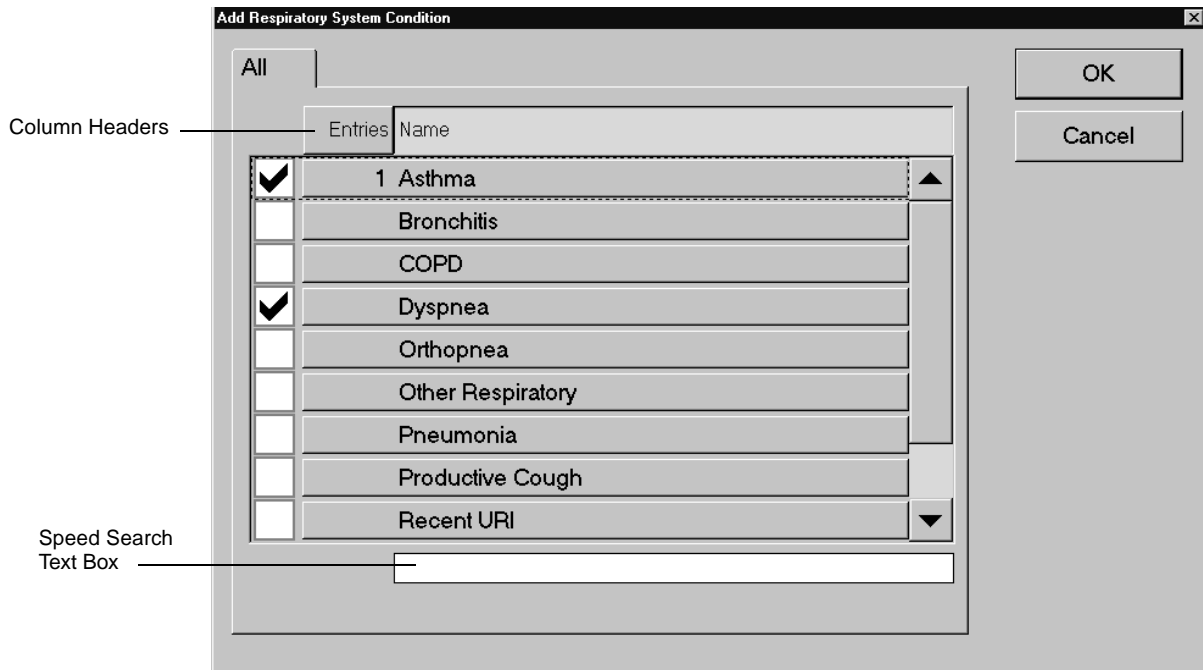 Add Respiratory System Condition
All
OK
Cancel
Column Headers
Entries Name
1 Asthma
Bronchitis
COPD
Dyspnea
Orthopnea
Other Respiratory
Pneumonia
Productive Cough
Recent URI
Speed Search
Text Box